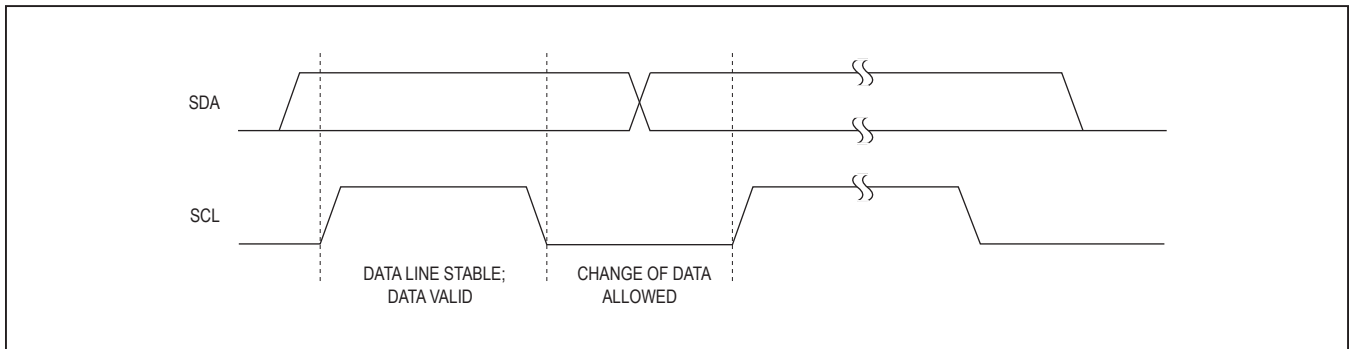 SDA
SCL
DATA LINE STABLE;
DATA VALID
CHANGE OF DATA
ALLOWED